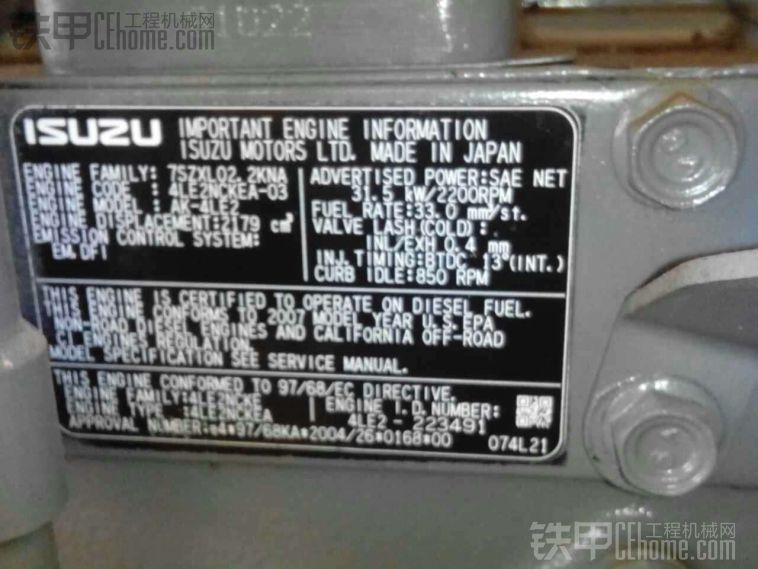 铁甲 工程机械网
CEhome.com
1022
ISUZU IMPORTANT ENGINE INFORMATION
ISUZU MOTORS LTD. MADE IN JAPAN
ENGINE FAMILY: 7SZXL02.2KNA
ENGINE CODE : 4LE2NCKEA-03
ENGINE MODEL : AK-4LE2
ENGINE DISPLACEMENT:2179 cm³
EMISSION CONTROL SYSTEM:
EM,DFI
ADVERTISED POWER:SAE NET
31.5 kW/2200RPM
FUEL RATE:33.0 mm³/st.
VALVE LASH(COLD):
INL/EXH 0.4 mm
INJ.TIMING:BTDC 13°(INT.)
CURB IDLE:850 RPM
THIS ENGINE IS CERTIFIED TO OPERATE ON DIESEL FUEL.
THIS ENGINE CONFORMS TO 2007 MODEL YEAR U.S.EPA
NON-ROAD DIESEL ENGINES AND CALIFORNIA OFF-ROAD
CI ENGINES REGULATION.
MODEL SPECIFICATION SEE SERVICE MANUAL.
THIS ENGINE CONFORMED TO 97/68/EC DIRECTIVE.
ENGINE FAMILY:4LE2NCKE
ENGINE TYPE :4LE2NCKEA
ENGINE I.D.NUMBER:
4LE2 - 223491
APPROVAL NUMBER:e4*97/68KA*2004/26*0168*00
074L21
铁甲 工程机械网
CEhome.com